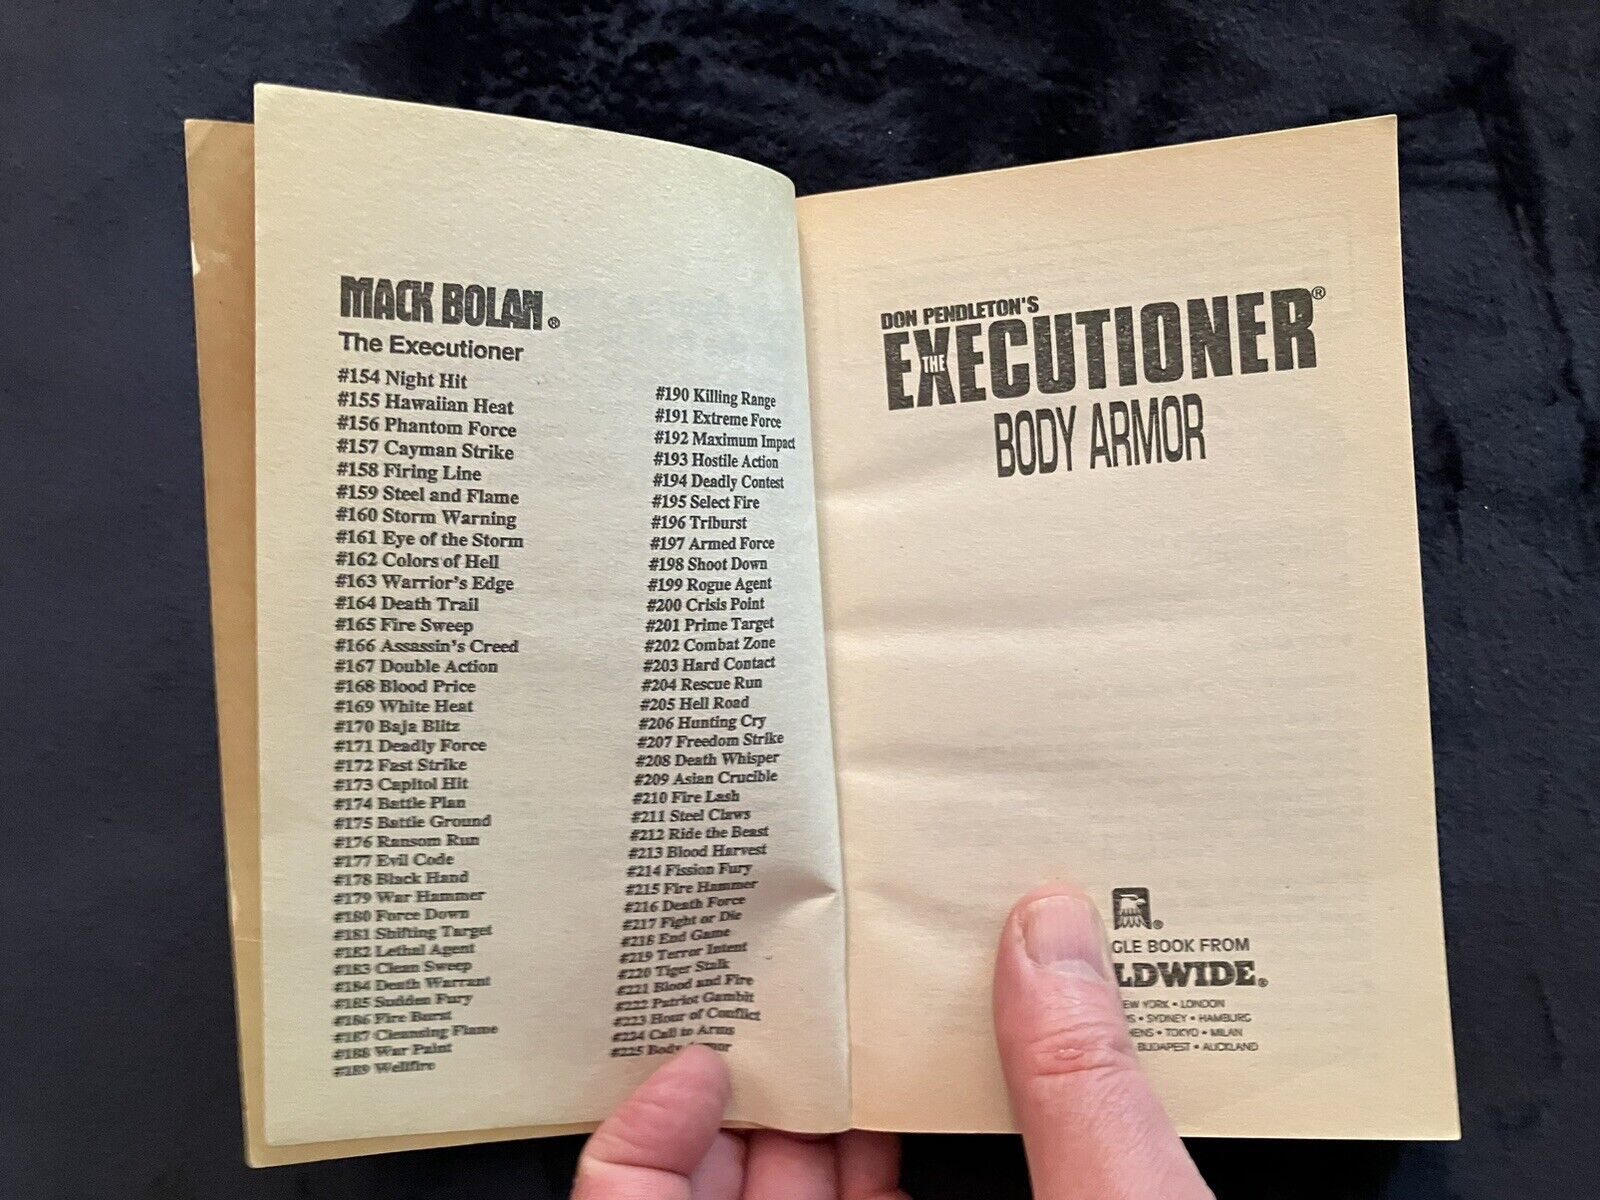 MACK BOLAN®
The Executioner
#154 Night Hit
#155 Hawaiian Heat
#156 Phantom Force
#157 Cayman Strike
#158 Firing Line
#159 Steel and Flame
#160 Storm Warning
#161 Eye of the Storm
#162 Colors of Hell
#163 Warrior's Edge
#164 Death Trail
#165 Fire Sweep
#166 Assassin's Creed
#167 Double Action
#168 Blood Price
#169 White Heat
#170 Baja Blitz
#171 Deadly Force
#172 Fast Strike
#173 Capitol Hit
#174 Battle Plan
#175 Battle Ground
#176 Ransom Run
#177 Evil Code
#178 Black Hand
#179 War Hammer
#180 Force Down
#181 Shifting Target
#182 Lethal Agent
#183 Clean Sweep
#184 Death Warrant
#185 Sudden Fury
#186 Fire Burst
#187 Cleansing Flame
#188 War Paint
#189 Wellfire
#190 Killing Range
#191 Extreme Force
#192 Maximum Impact
#193 Hostile Action
#194 Deadly Contest
#195 Select Fire
#196 Triburst
#197 Armed Force
#198 Shoot Down
#199 Rogue Agent
#200 Crisis Point
#201 Prime Target
#202 Combat Zone
#203 Hard Contact
#204 Rescue Run
#205 Hell Road
#206 Hunting Cry
#207 Freedom Strike
#208 Death Whisper
#209 Asian Crucible
#210 Fire Lash
#211 Steel Claws
#212 Ride the Beast
#213 Blood Harvest
#214 Fission Fury
#215 Fire Hammer
#216 Death Force
#217 Fight or Die
#218 End Game
#219 Terror Intent
#220 Tiger Stalk
#221 Blood and Fire
#222 Patriot Gambit
#223 Hour of Conflict
#224 Call to Arms
#225 Body
DON PENDLETON'S
THE EXECUTIONER®
BODY ARMOR
BOOK FROM
YORK • LONDON
• SYDNEY • HAMBURG
• TOKYO • MILAN
BUDAPEST • AUCKLAND